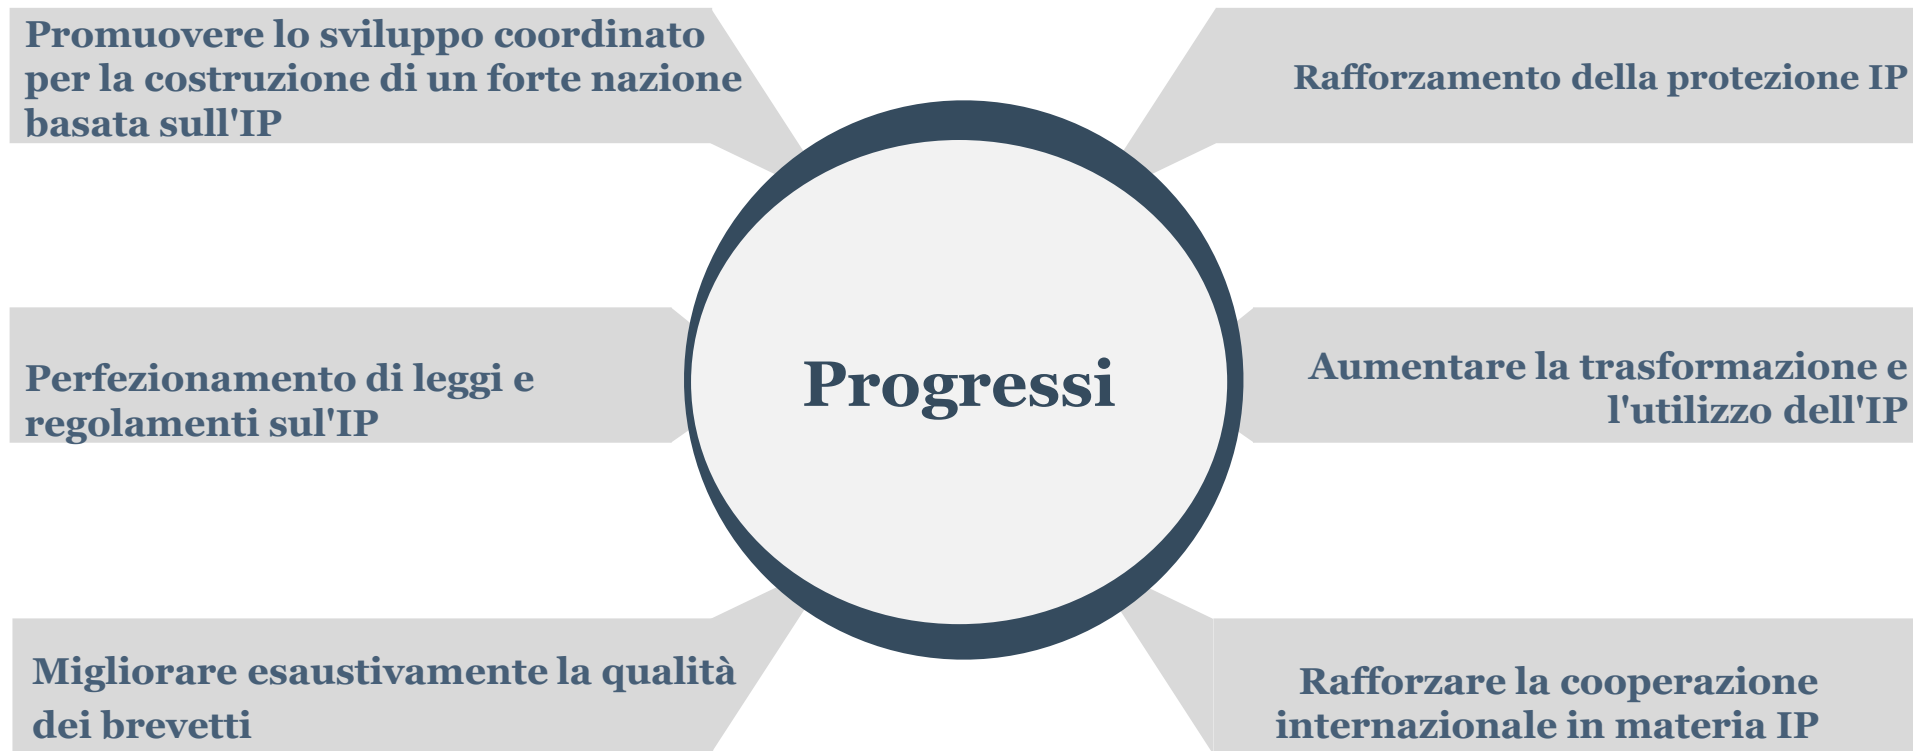 Promuovere lo sviluppo coordinato
per la costruzione di un forte nazione
basata sull'IP
Rafforzamento della protezione IP
Perfezionamento di leggi e
regolamenti sul'IP
Progressi
Aumentare la trasformazione e
l'utilizzo dell'IP
Migliorare esaustivamente la qualità
dei brevetti
Rafforzare la cooperazione
internazionale in materia IP